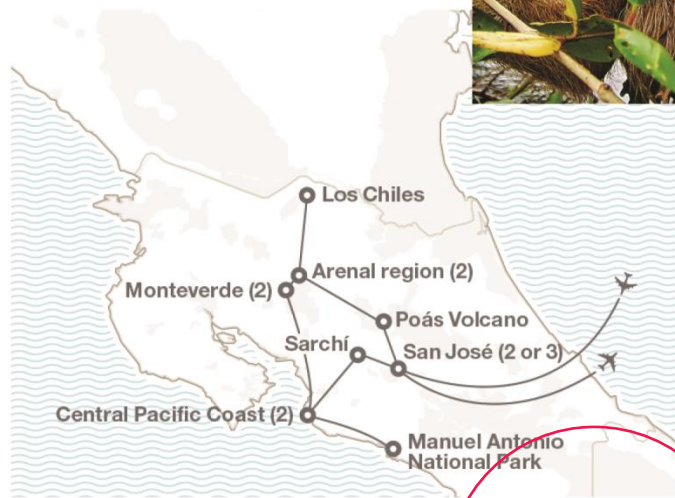 Los Chiles
Arenal region (2)
Monteverde (2)
Poás Volcano
Sarchí
San José (2 or 3)
Central Pacific Coast (2)
Manuel Antonio
National Park